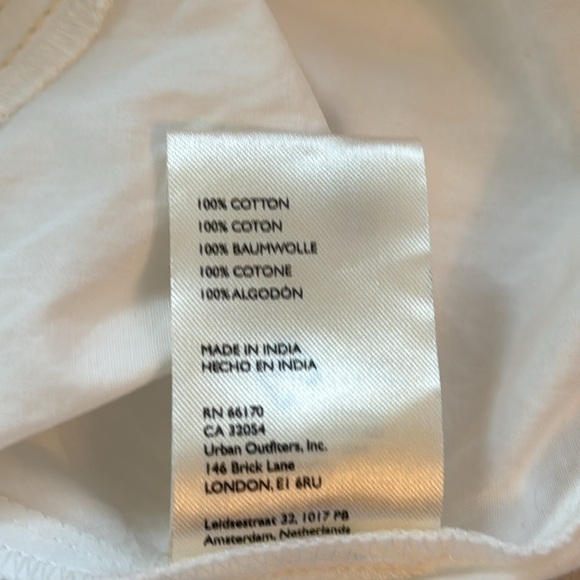 100% COTTON
100% COTON
100% BAUMWOLLE
100% COTONE
100% ALGODÓN
MADE IN INDIA
HECHO EN INDIA
RN 66170
CA 32054
Urban Outfiters, Inc.
146 Brick Lane
LONDON, E1 6RU
Leidsestraat 32, 1017 PB
Amsterdam, Netherlands